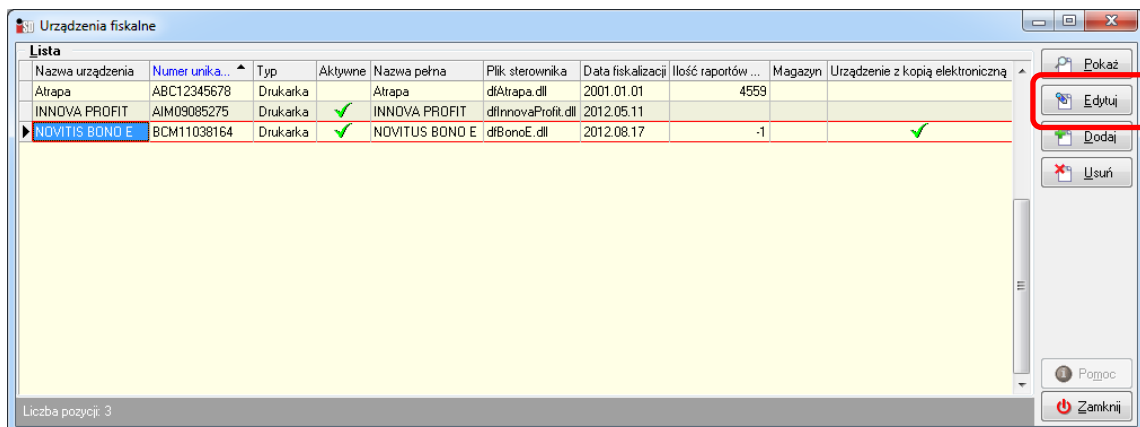 Urządzenia fiskalne
Lista
Nazwa urządzenia Numer unika... Typ Aktywne Nazwa pełna Plik sterownika Data fiskalizacji Ilość raportów ... Magazyn Urządzenie z kopią elektroniczną
Atrapa ABC12345678 Drukarka Atrapa dfAtrapa.dll 2001.01.01 4559
INNOVA PROFIT AIM09085275 Drukarka INNOVA PROFIT dfInnovaProfit.dll 2012.05.11
NOVITIS BONO E BCM11038164 Drukarka NOVITUS BONO E dfBonoE.dll 2012.08.17 -1
Pokaż
Edytuj
Dodaj
Usuń
Pomoc
Zamknij
Liczba pozycji: 3